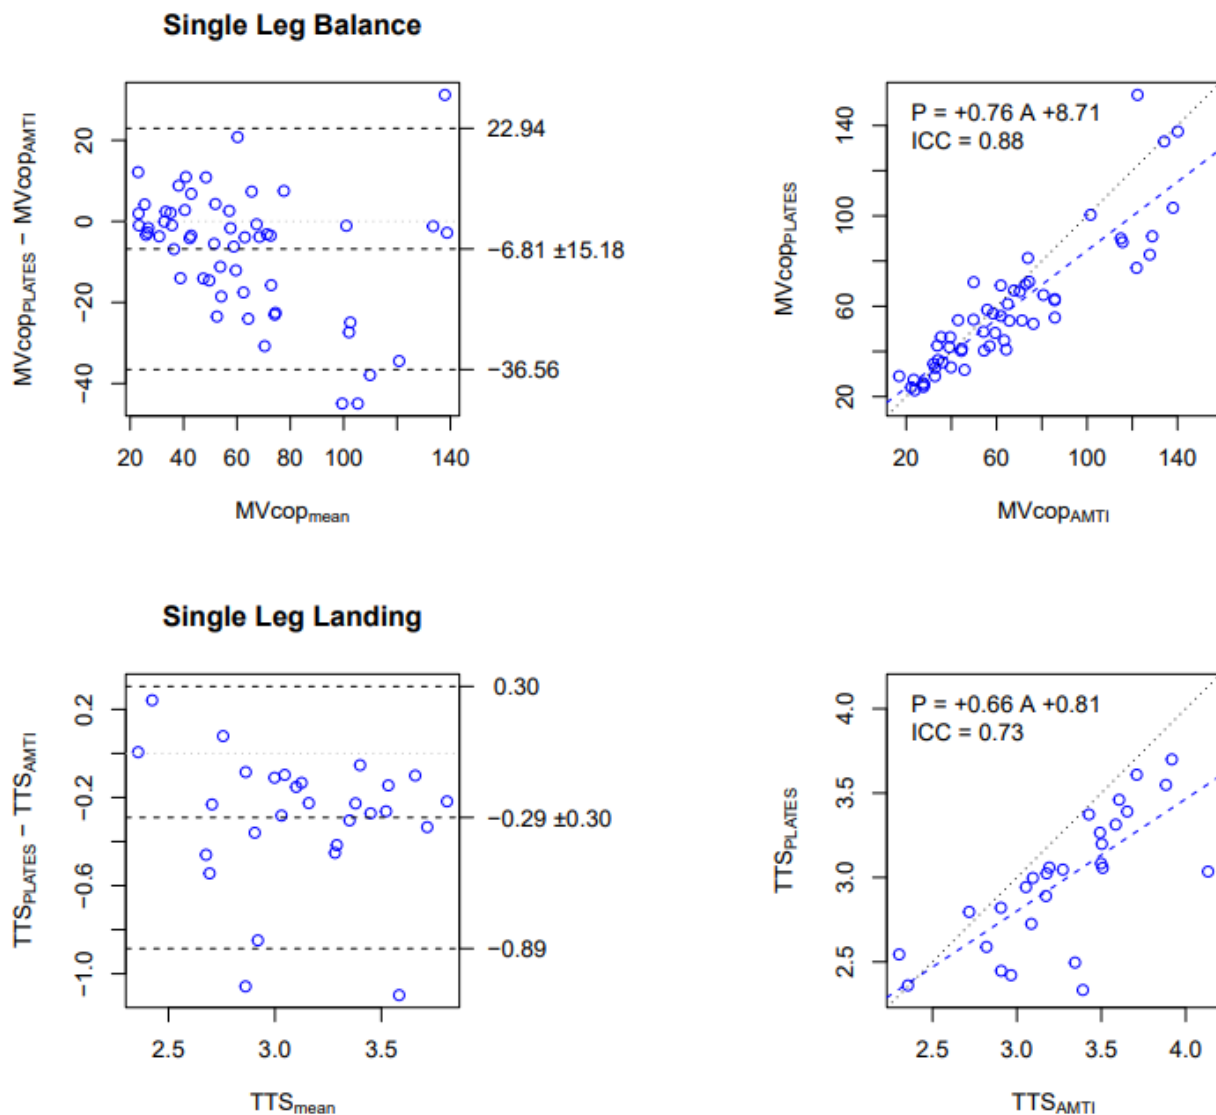 Single Leg Balance
MVcopPLATES − MVcopAMTI
20
0
−20
−40
22.94
−6.81 ±15.18
−36.56
20 40 60 80 100 140
MVcopmean
P = +0.76 A +8.71
ICC = 0.88
MVcopPLATES
140
100
60
20
20 60 100 140
MVcopAMTI
Single Leg Landing
TTSPLATES − TTSAMTI
0.2
−0.2
−0.6
−1.0
0.30
−0.29 ±0.30
−0.89
2.5 3.0 3.5
TTSmean
P = +0.66 A +0.81
ICC = 0.73
TTSPLATES
4.0
3.5
3.0
2.5
2.5 3.0 3.5 4.0
TTSAMTI